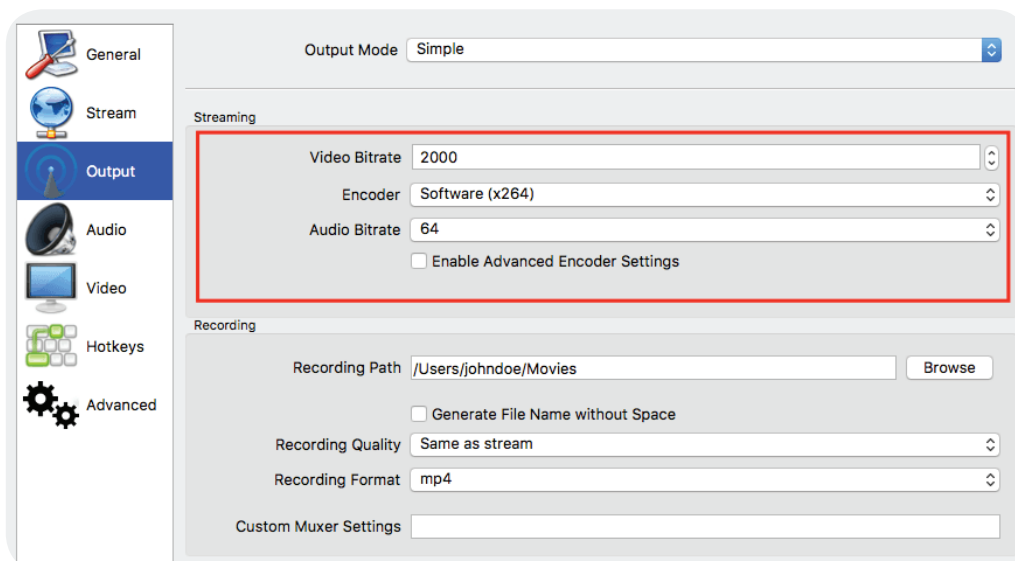 General
Stream
Output
Audio
Video
Hotkeys
Advanced
Output Mode Simple
Streaming
Video Bitrate 2000
Encoder Software (x264)
Audio Bitrate 64
Enable Advanced Encoder Settings
Recording
Recording Path /Users/johndoe/Movies Browse
Generate File Name without Space
Recording Quality Same as stream
Recording Format mp4
Custom Muxer Settings